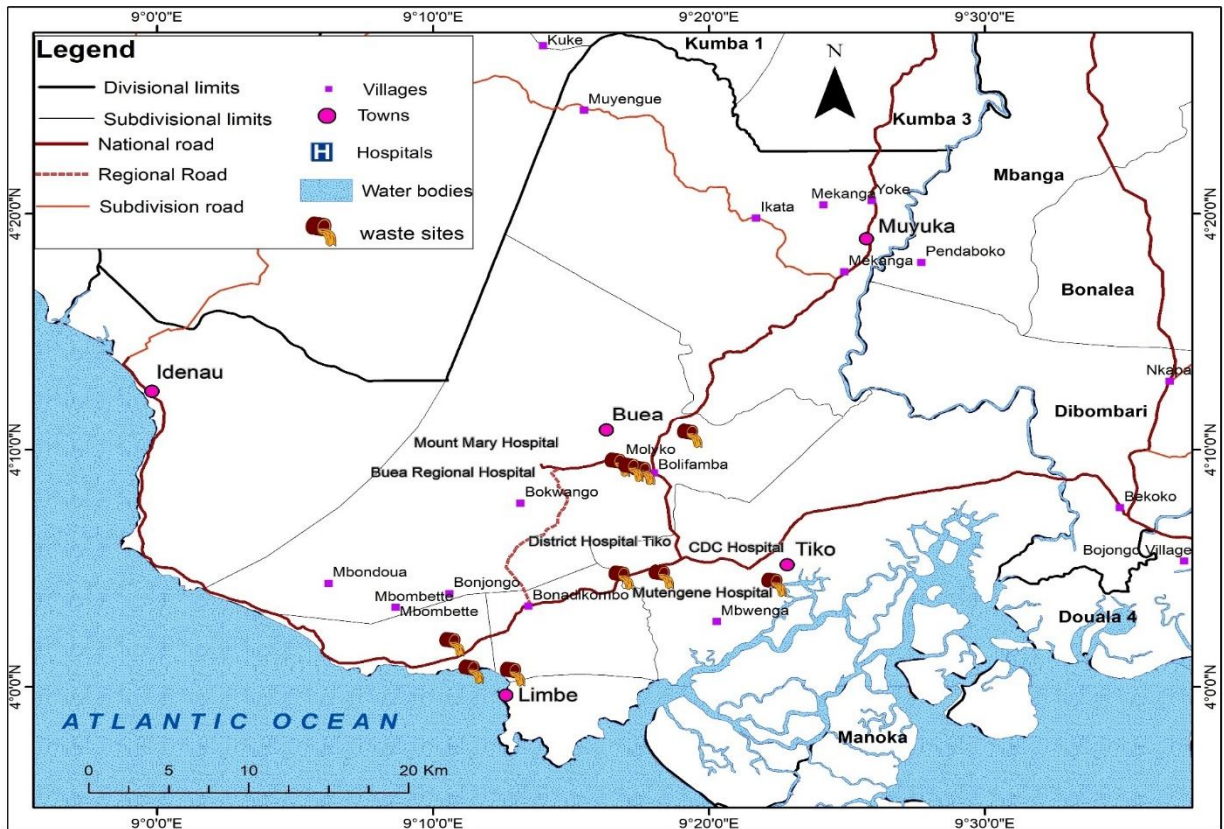 9°0'0"E
9°10'0"E
9°20'0"E
9°30'0"E
Legend
Divisional limits
Subdivisional limits
National road
Regional Road
Subdivision road
Villages
Towns
H
Hospitals
Water bodies
waste sites
Kuke
Kumba 1
N
Muyengue
Kumba 3
Mbanga
4°20'0"N
4°20'0"N
Mekanga
Yoke
Ikata
Muyuka
Pendaboko
Mekanga
Bonalea
Idenau
Nkapa
Buea
Dibombari
4°10'0"N
4°10'0"N
Mount Mary Hospital
Molyko
Bolifamba
Buea Regional Hospital
Bokwango
Bekoko
District Hospital Tiko
CDC Hospital
Tiko
Bojongo Village
Mbondoua
Bonjongo
Mutengene Hospital
Mbombette
Mbombette
Bonadikombo
Mbwenga
Douala 4
4°0'0"N
4°0'0"N
Limbe
ATLANTIC OCEAN
Manoka
0 5 10 20 Km
9°0'0"E
9°10'0"E
9°20'0"E
9°30'0"E